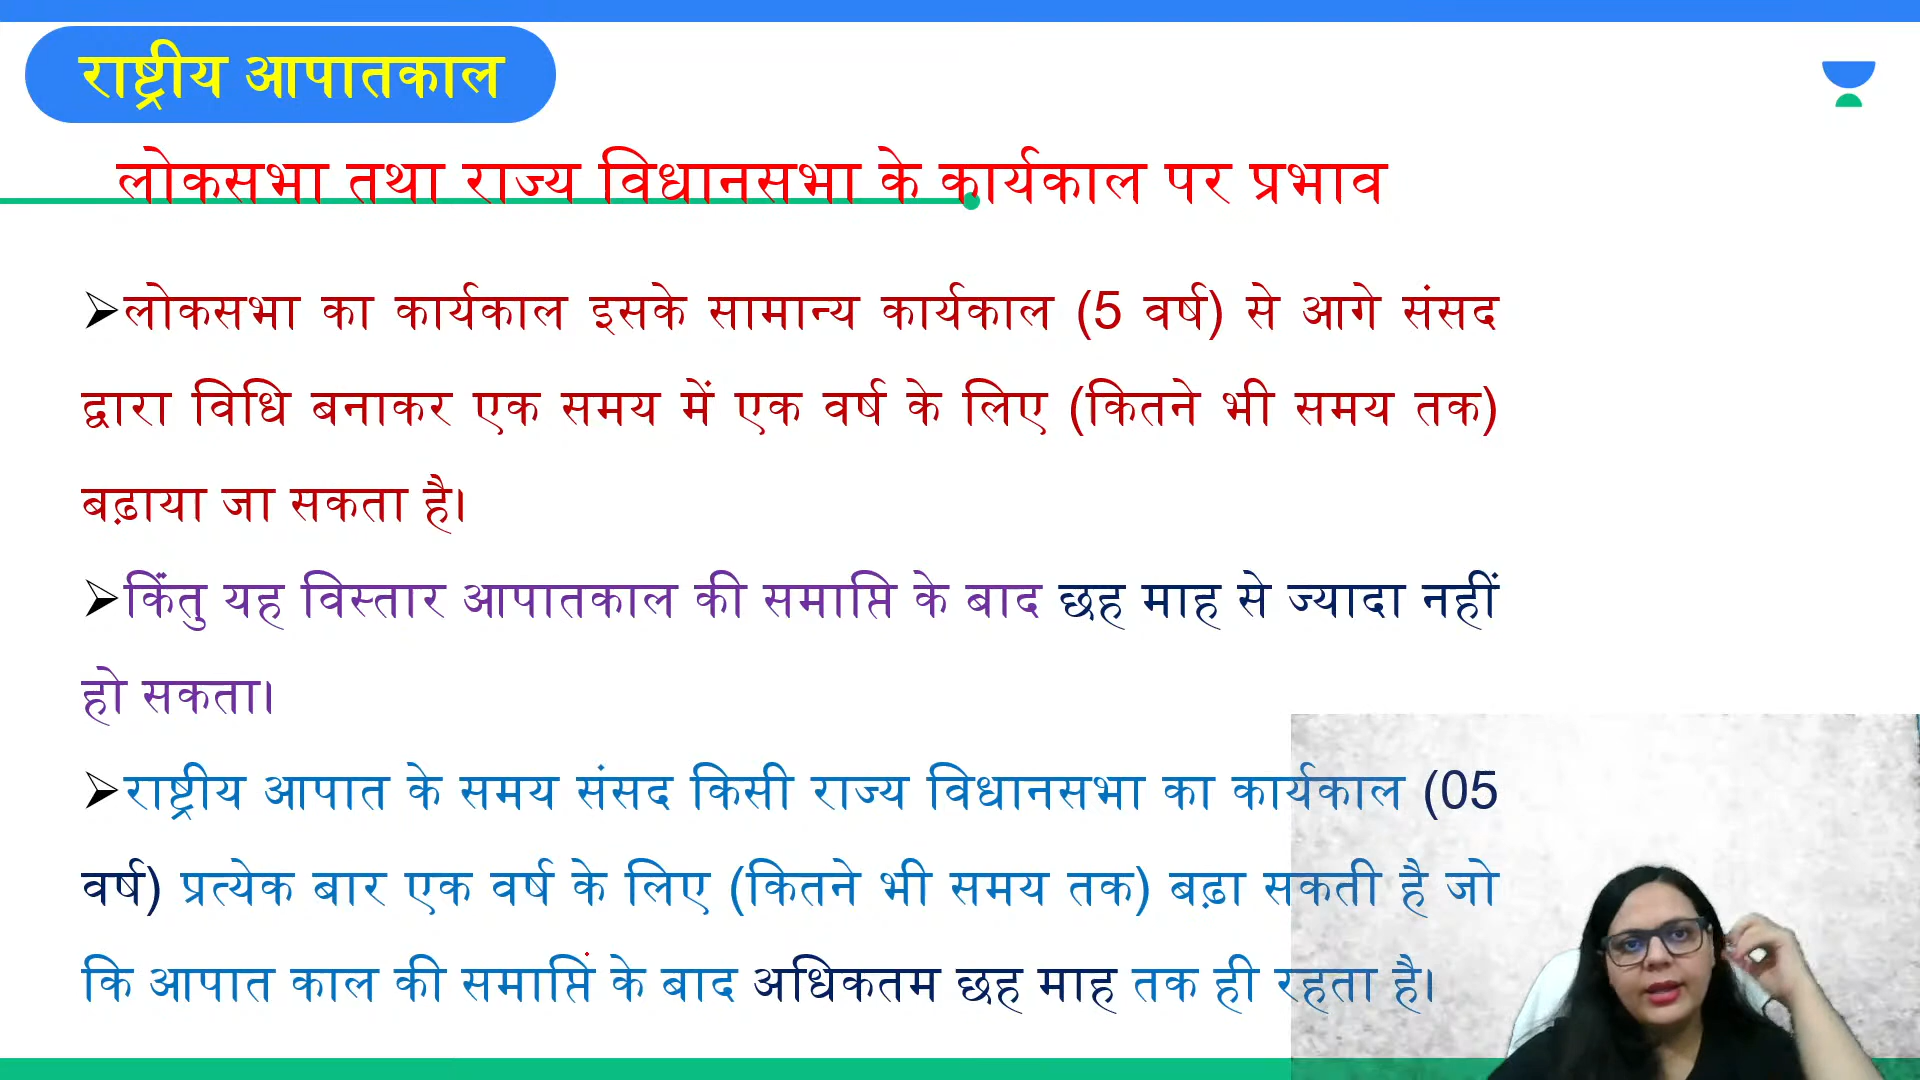 राष्ट्रीय आपातकाल
लोकसभा तथा राज्य विधानसभा के कार्यकाल पर प्रभाव
➢लोकसभा का कार्यकाल इसके सामान्य कार्यकाल (5 वर्ष) से आगे संसद
द्वारा विधि बनाकर एक समय में एक वर्ष के लिए (कितने भी समय तक)
बढ़ाया जा सकता है।
➢किंतु यह विस्तार आपातकाल की समाप्ति के बाद छह माह से ज्यादा नहीं
हो सकता।
➢राष्ट्रीय आपात के समय संसद किसी राज्य विधानसभा का कार्यकाल (05
वर्ष) प्रत्येक बार एक वर्ष के लिए (कितने भी समय तक) बढ़ा सकती है जो
कि आपात काल की समाप्ति के बाद अधिकतम छह माह तक ही रहता है।